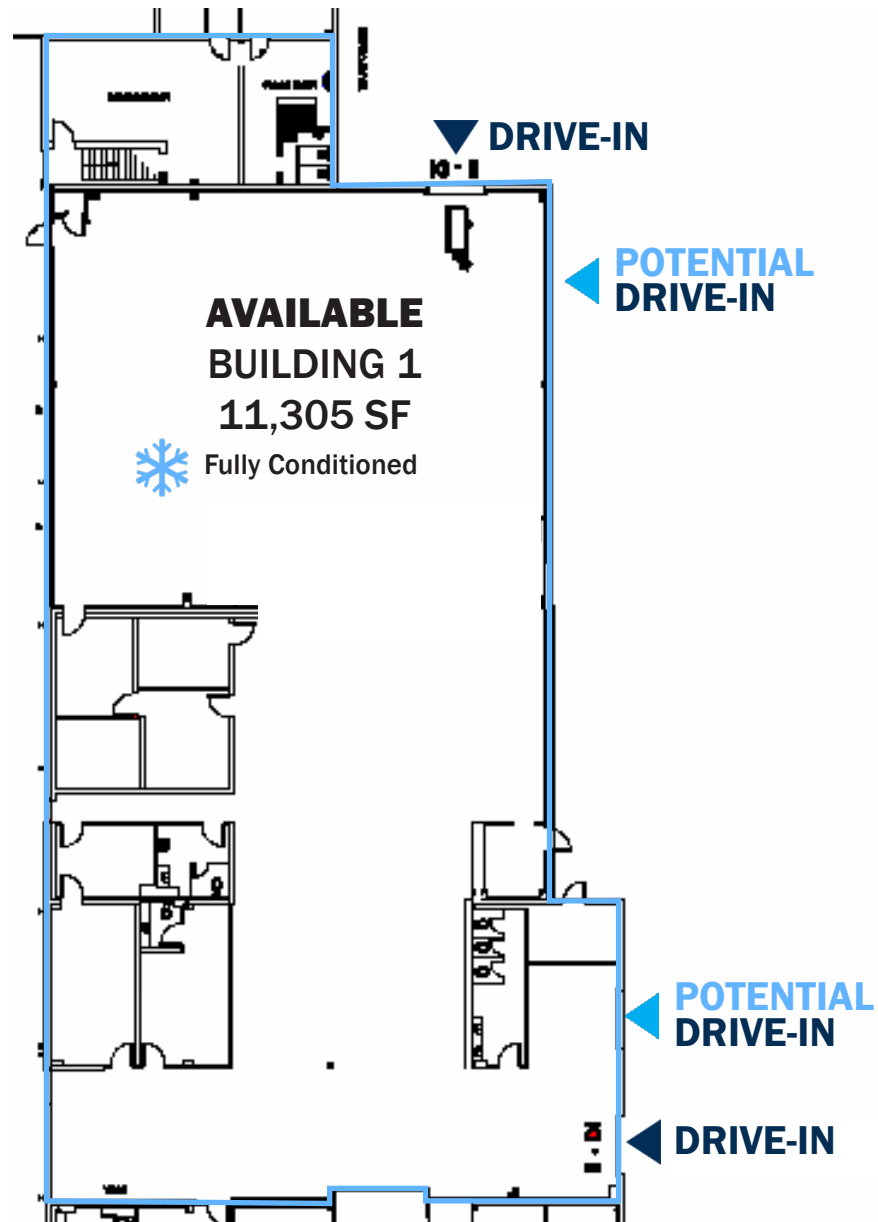 DRIVE-IN
POTENTIAL
DRIVE-IN
AVAILABLE
BUILDING 1
11,305 SF
Fully Conditioned
POTENTIAL
DRIVE-IN
DRIVE-IN